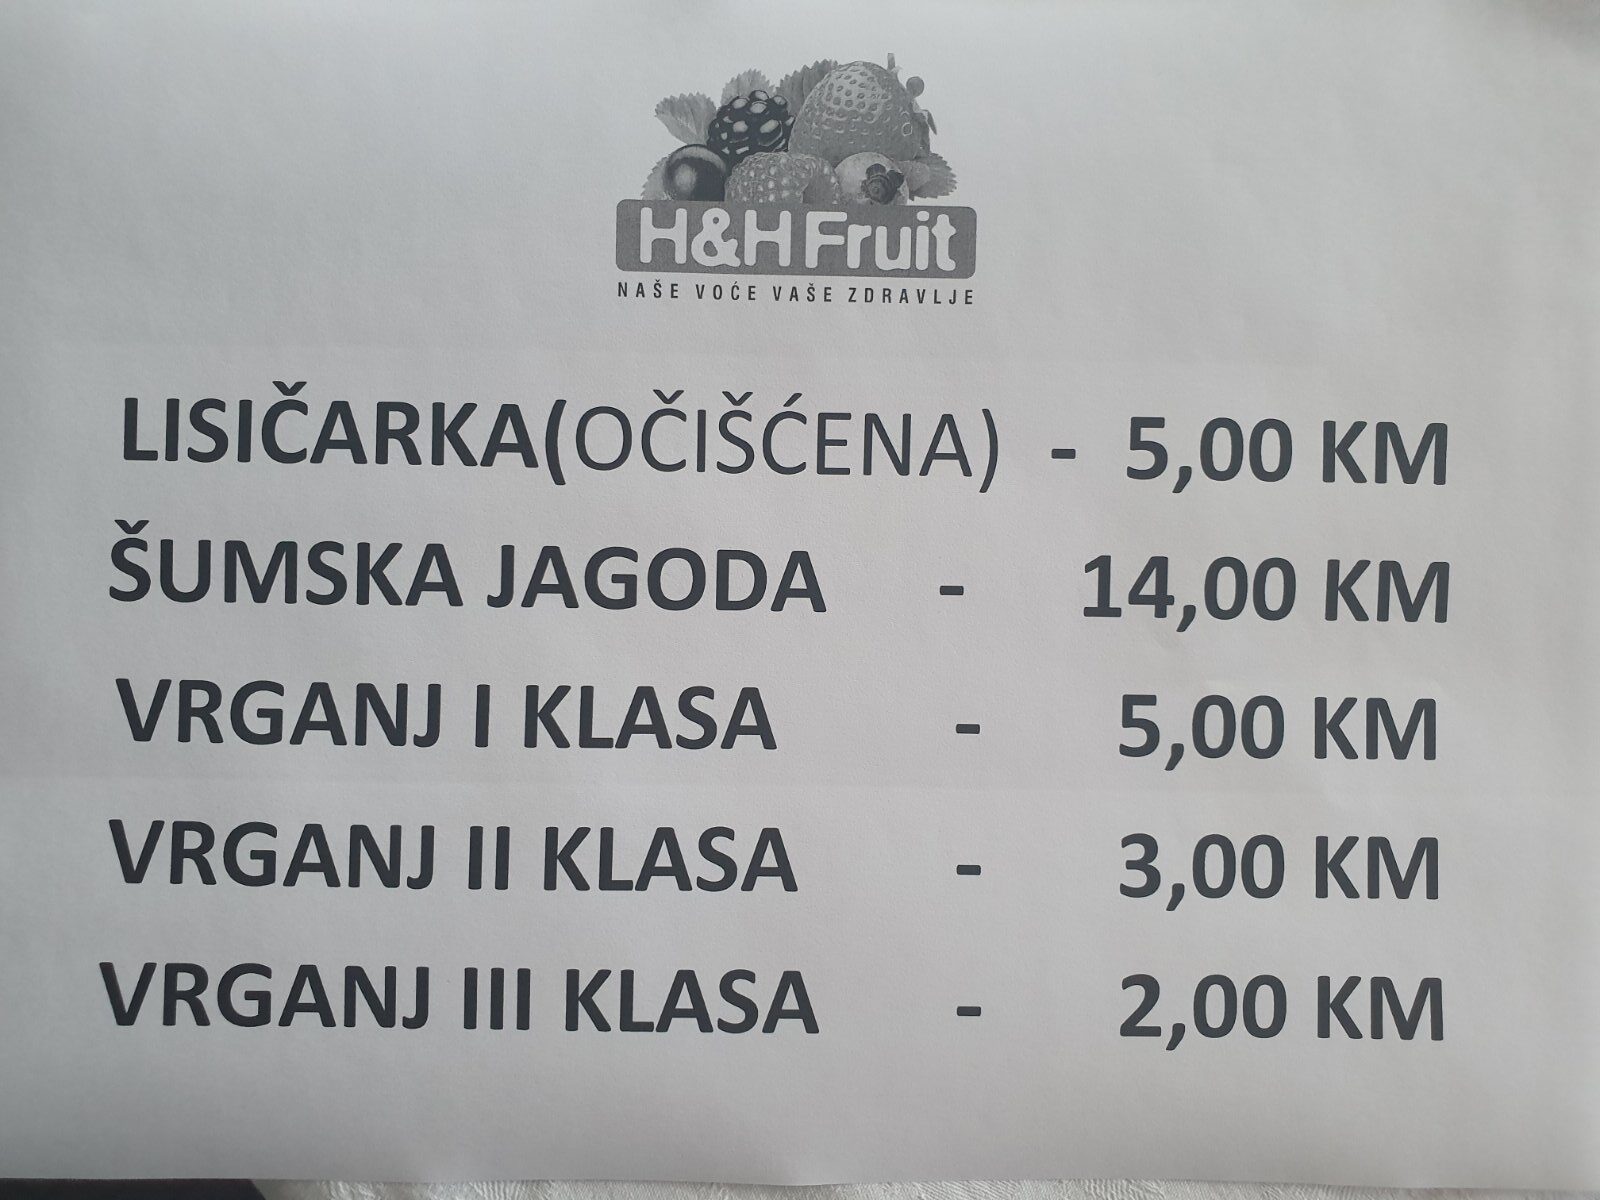 H&H Fruit
NAŠE VOĆE VAŠE ZDRAVLJE
LISIČARKA(OČIŠĆENA) - 5,00 KM
ŠUMSKA JAGODA - 14,00 KM
VRGANJ I KLASA - 5,00 KM
VRGANJ II KLASA - 3,00 KM
VRGANJ III KLASA - 2,00 KM